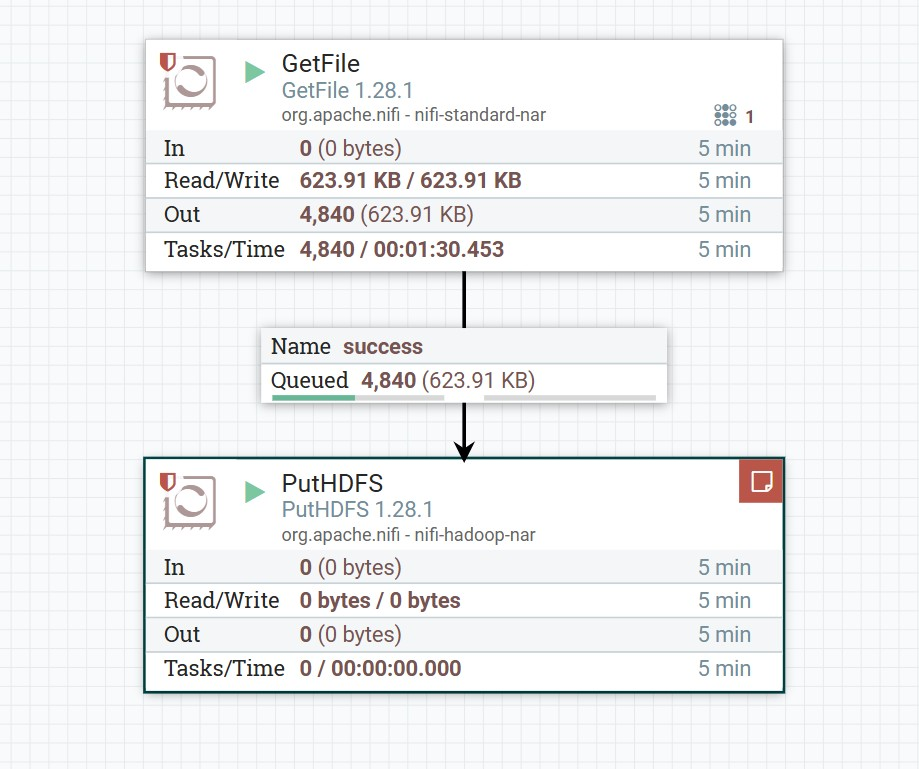 GetFile
GetFile 1.28.1
org.apache.nifi - nifi-standard-nar
1
In 0 (0 bytes) 5 min
Read/Write 623.91 KB / 623.91 KB 5 min
Out 4,840 (623.91 KB) 5 min
Tasks/Time 4,840 / 00:01:30.453 5 min
Name success
Queued 4,840 (623.91 KB)
PutHDFS
PutHDFS 1.28.1
org.apache.nifi - nifi-hadoop-nar
In 0 (0 bytes) 5 min
Read/Write 0 bytes / 0 bytes 5 min
Out 0 (0 bytes) 5 min
Tasks/Time 0 / 00:00:00.000 5 min